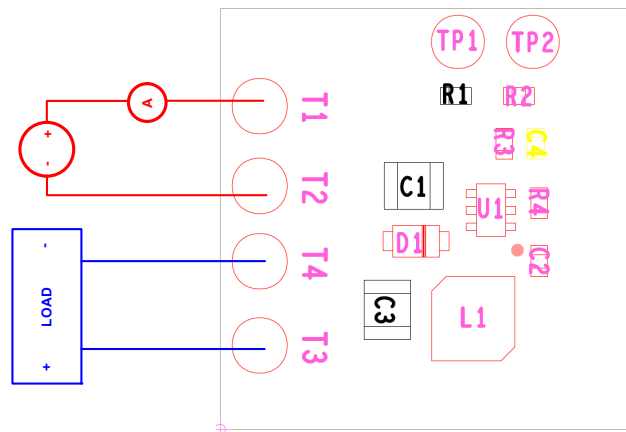 TP1 TP2
A
T1
R1 R2
+
-
R3 C4
T2
C1
U1 R4
-
D1
T4
C2
LOAD
C3
L1
T3
+